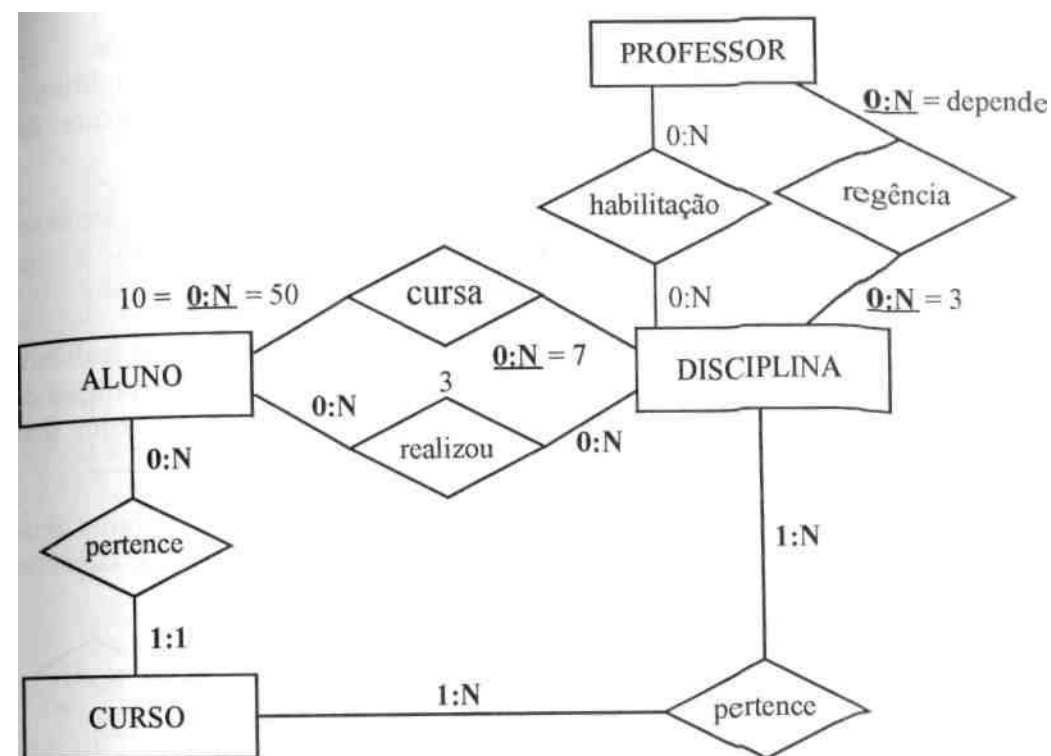 PROFESSOR
0:N = depende
0:N
habilitação
regência
10 = 0:N = 50
cursa
0:N
0:N = 3
0:N = 7
ALUNO
DISCIPLINA
3
0:N
realizou
0:N
0:N
pertence
1:N
1:1
1:N
CURSO
pertence